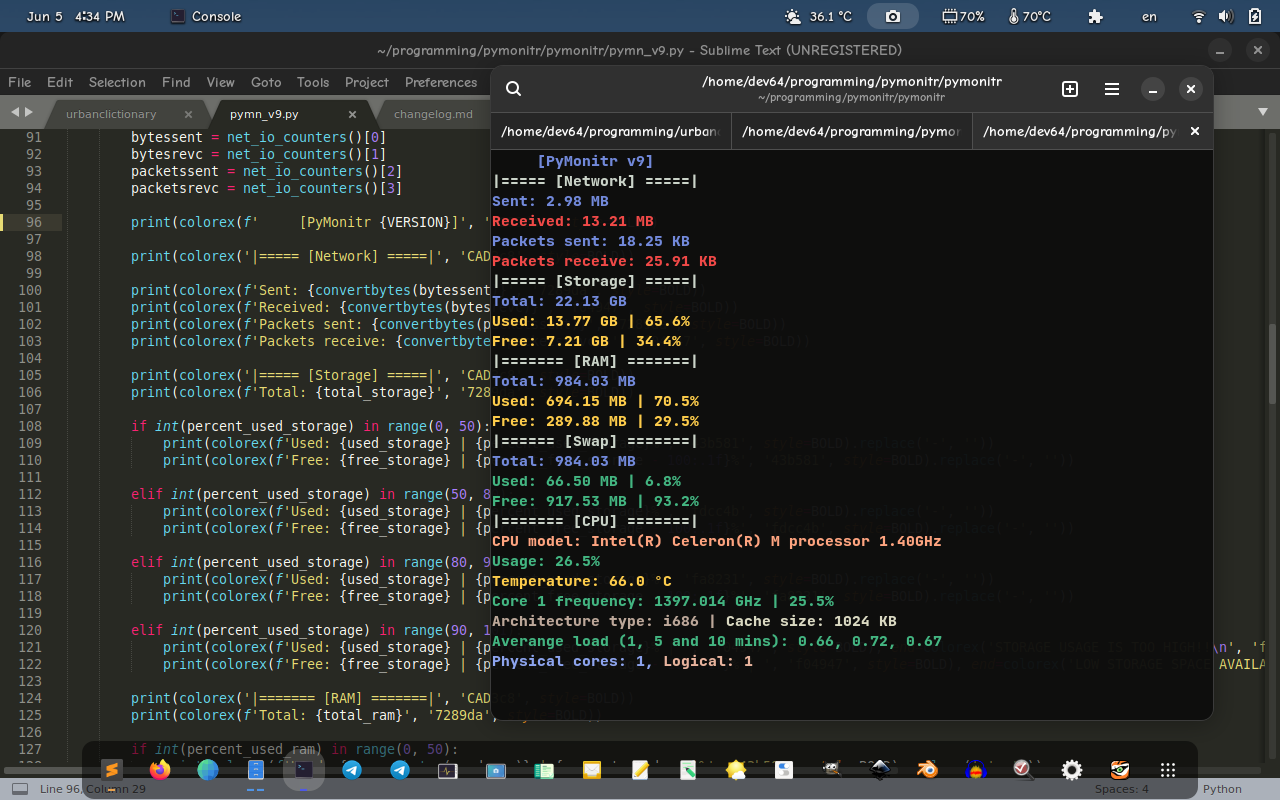 Jun 5 4:34 PM Console 36.1 °C 70% 70°C en
~/programming/pymonitr/pymonitr/pymn_v9.py - Sublime Text (UNREGISTERED)
File Edit Selection Find View Goto Tools Project Preferences
urbanclictionary pymn_v9.py changelog.md
91 bytessent = net_io_counters()[0]
92 bytesrevc = net_io_counters()[1]
93 packetssent = net_io_counters()[2]
94 packetsrevc = net_io_counters()[3]
95
96 print(colorex(f'     [PyMonitr {VERSION}]', '
97
98 print(colorex('|===== [Network] =====|', 'CAD
99
100 print(colorex(f'Sent: {convertbytes(bytessent
101 print(colorex(f'Received: {convertbytes(bytes
102 print(colorex(f'Packets sent: {convertbytes(p
103 print(colorex(f'Packets receive: {convertbyte
104
105 print(colorex('|===== [Storage] =====|', 'CAD
106 print(colorex(f'Total: {total_storage}', '728
107
108 if int(percent_used_storage) in range(0, 50):
109 print(colorex(f'Used: {used_storage} | {p
110 print(colorex(f'Free: {free_storage} | {p
111
112 elif int(percent_used_storage) in range(50, 8
113 print(colorex(f'Used: {used_storage} | {p
114 print(colorex(f'Free: {free_storage} | {p
115
116 elif int(percent_used_storage) in range(80, 9
117 print(colorex(f'Used: {used_storage} | {p
118 print(colorex(f'Free: {free_storage} | {p
119
120 elif int(percent_used_storage) in range(90, 1
121 print(colorex(f'Used: {used_storage} | {p
122 print(colorex(f'Free: {free_storage} | {p
123
124 print(colorex('|======= [RAM] =======|', 'CAD
125 print(colorex(f'Total: {total_ram}', '7289da',
126
127 if int(percent_used_ram) in range(0, 50):
\n', 'f
AVAILA
/home/dev64/programming/pymonitr/pymonitr
~/programming/pymonitr/pymonitr
/home/dev64/programming/urban /home/dev64/programming/pymor /home/dev64/programming/py
[PyMonitr v9]
|===== [Network] =====|
Sent: 2.98 MB
Received: 13.21 MB
Packets sent: 18.25 KB
Packets receive: 25.91 KB
|===== [Storage] =====|
Total: 22.13 GB
Used: 13.77 GB | 65.6%
Free: 7.21 GB | 34.4%
|======= [RAM] =======|
Total: 984.03 MB
Used: 694.15 MB | 70.5%
Free: 289.88 MB | 29.5%
|====== [Swap] =======|
Total: 984.03 MB
Used: 66.50 MB | 6.8%
Free: 917.53 MB | 93.2%
|======= [CPU] =======|
CPU model: Intel(R) Celeron(R) M processor 1.40GHz
Usage: 26.5%
Temperature: 66.0 °C
Core 1 frequency: 1397.014 GHz | 25.5%
Architecture type: i686 | Cache size: 1024 KB
Averange load (1, 5 and 10 mins): 0.66, 0.72, 0.67
Physical cores: 1, Logical: 1
Line 96, Column 29 Spaces: 4 Python